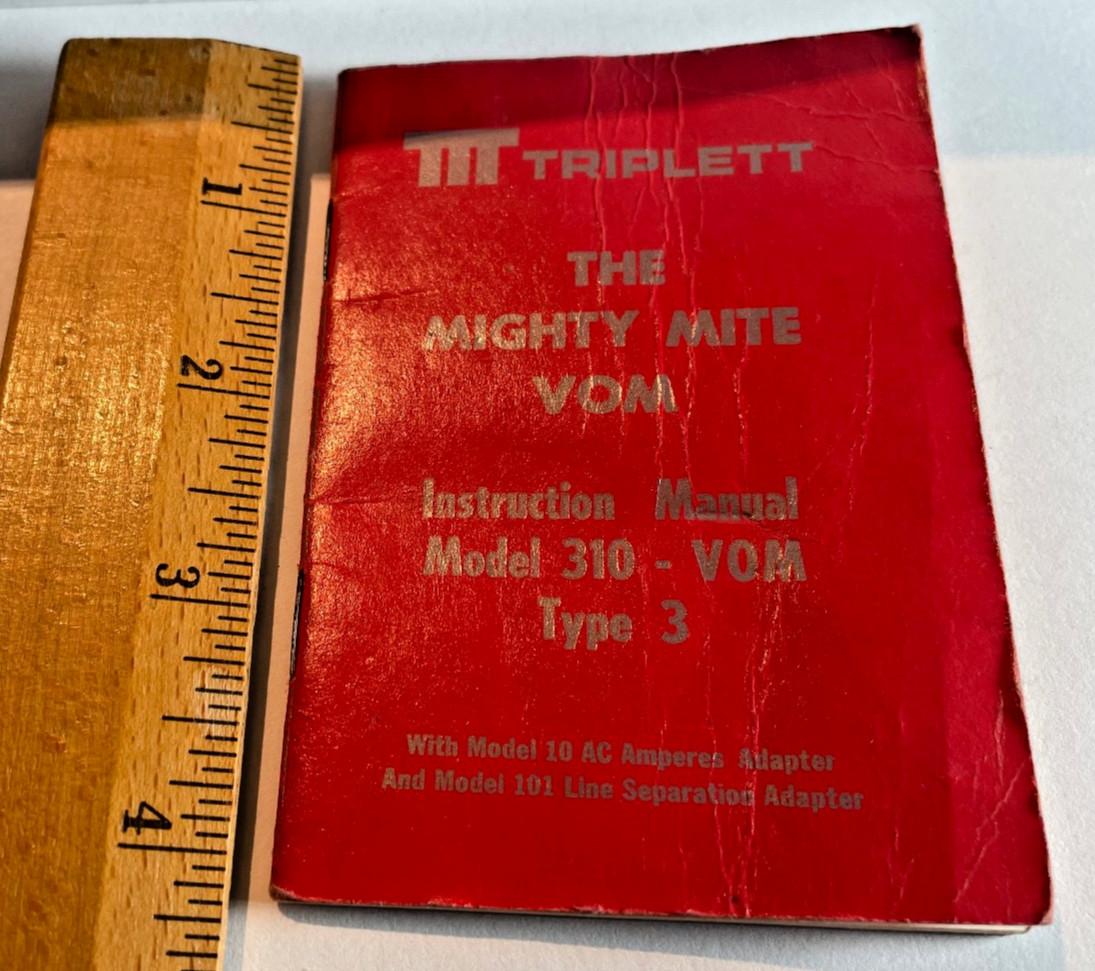 1
2
3
4
TRIPLETT
THE
MIGHTY MITE
VOM
Instruction Manual
Model 310 - VOM
Type 3
With Model 10 AC Amperes Adapter
And Model 101 Line Separation Adapter